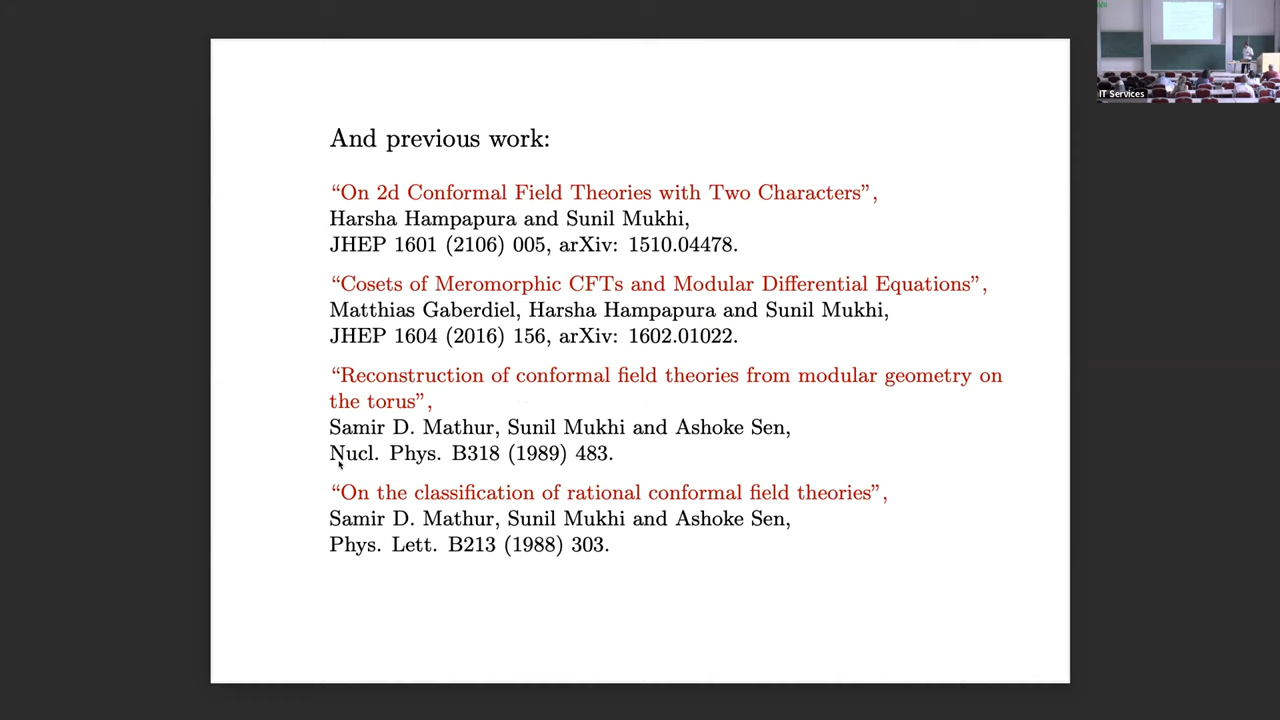 And previous work:
“On 2d Conformal Field Theories with Two Characters”,
Harsha Hampapura and Sunil Mukhi,
JHEP 1601 (2106) 005, arXiv: 1510.04478.
“Cosets of Meromorphic CFTs and Modular Differential Equations”,
Matthias Gaberdiel, Harsha Hampapura and Sunil Mukhi,
JHEP 1604 (2016) 156, arXiv: 1602.01022.
“Reconstruction of conformal field theories from modular geometry on
the torus”,
Samir D. Mathur, Sunil Mukhi and Ashoke Sen,
Nucl. Phys. B318 (1989) 483.
“On the classification of rational conformal field theories”,
Samir D. Mathur, Sunil Mukhi and Ashoke Sen,
Phys. Lett. B213 (1988) 303.
IT Services